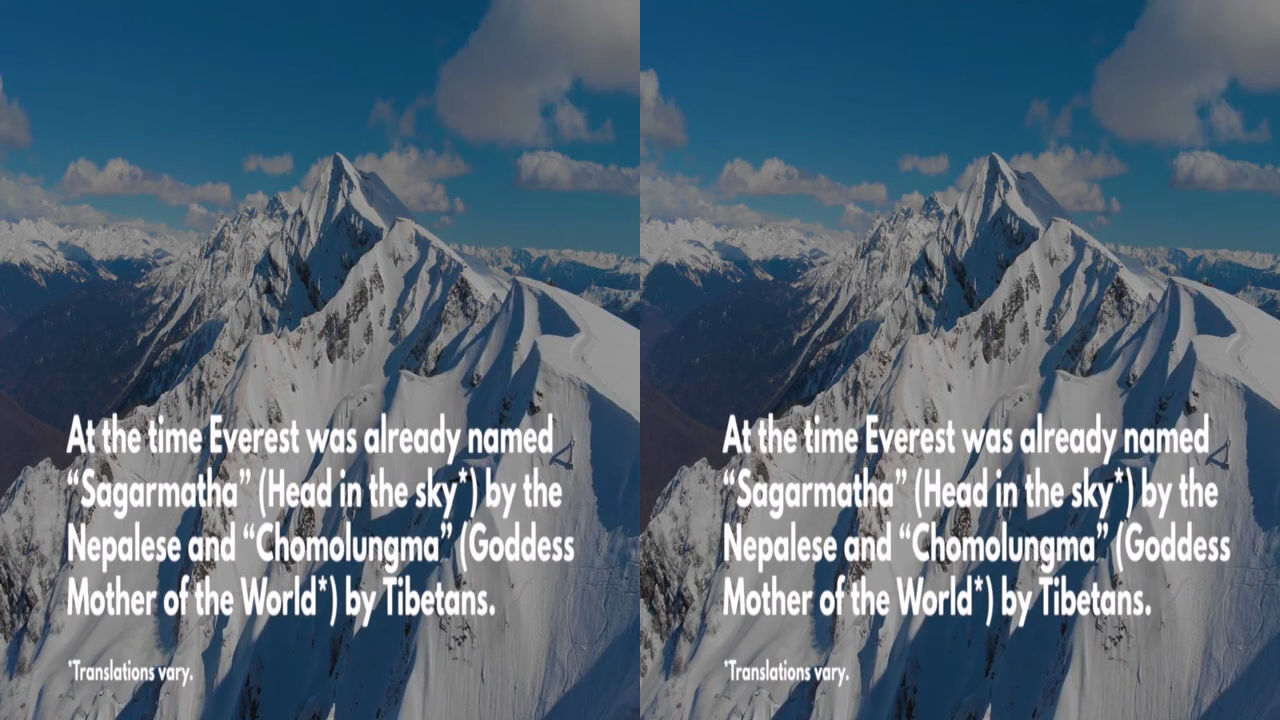 At the time Everest was already named
“Sagarmatha” (Head in the sky*) by the
Nepalese and “Chomolungma” (Goddess
Mother of the World*) by Tibetans.
*Translations vary.
At the time Everest was already named
“Sagarmatha” (Head in the sky*) by the
Nepalese and “Chomolungma” (Goddess
Mother of the World*) by Tibetans.
*Translations vary.